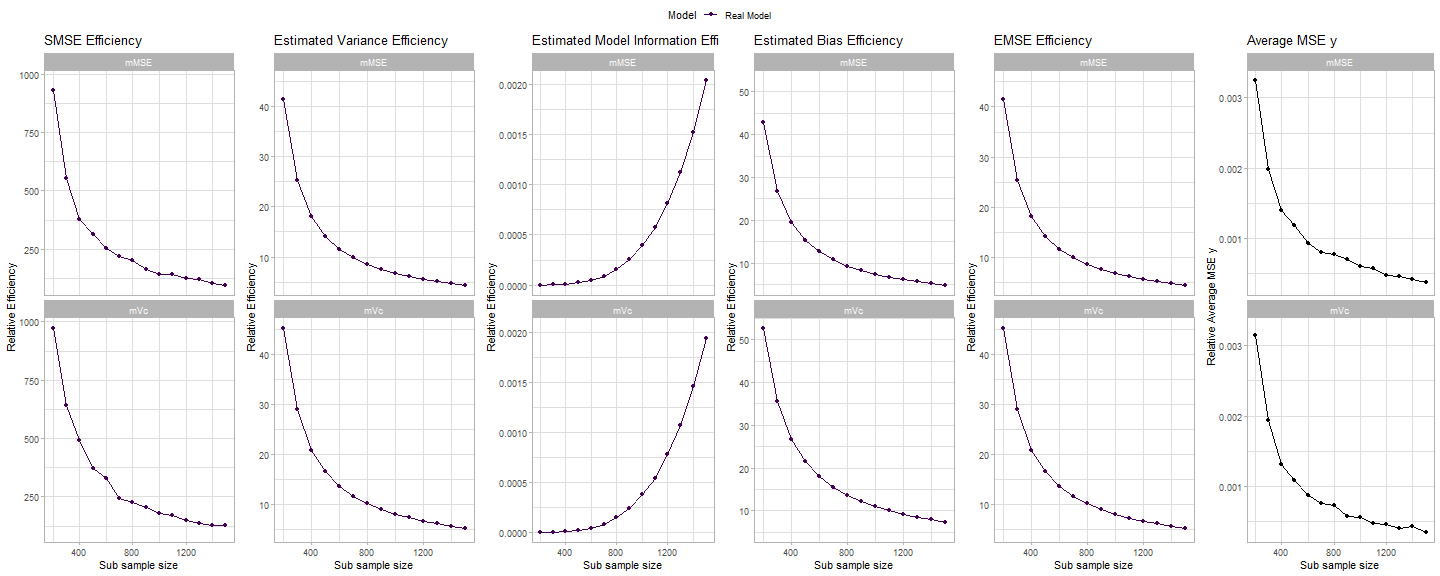 Model Real Model
SMSE Efficiency
Estimated Variance Efficiency
Estimated Model Information Effi
Estimated Bias Efficiency
EMSE Efficiency
Average MSE y
mMSE
mMSE
mMSE
mMSE
mMSE
mMSE
1000
750
500
250
40
30
20
10
0.0020
0.0015
0.0010
0.0005
0.0000
50
40
30
20
10
40
30
20
10
0.003
0.002
0.001
Relative Efficiency
Relative Efficiency
Relative Efficiency
Relative Efficiency
Relative Efficiency
Relative Average MSE y
mVc
mVc
mVc
mVc
mVc
mVc
1000
750
500
250
40
30
20
10
0.0020
0.0015
0.0010
0.0005
0.0000
50
40
30
20
10
40
30
20
10
0.003
0.002
0.001
400 800 1200
400 800 1200
400 800 1200
400 800 1200
400 800 1200
400 800 1200
Sub sample size
Sub sample size
Sub sample size
Sub sample size
Sub sample size
Sub sample size